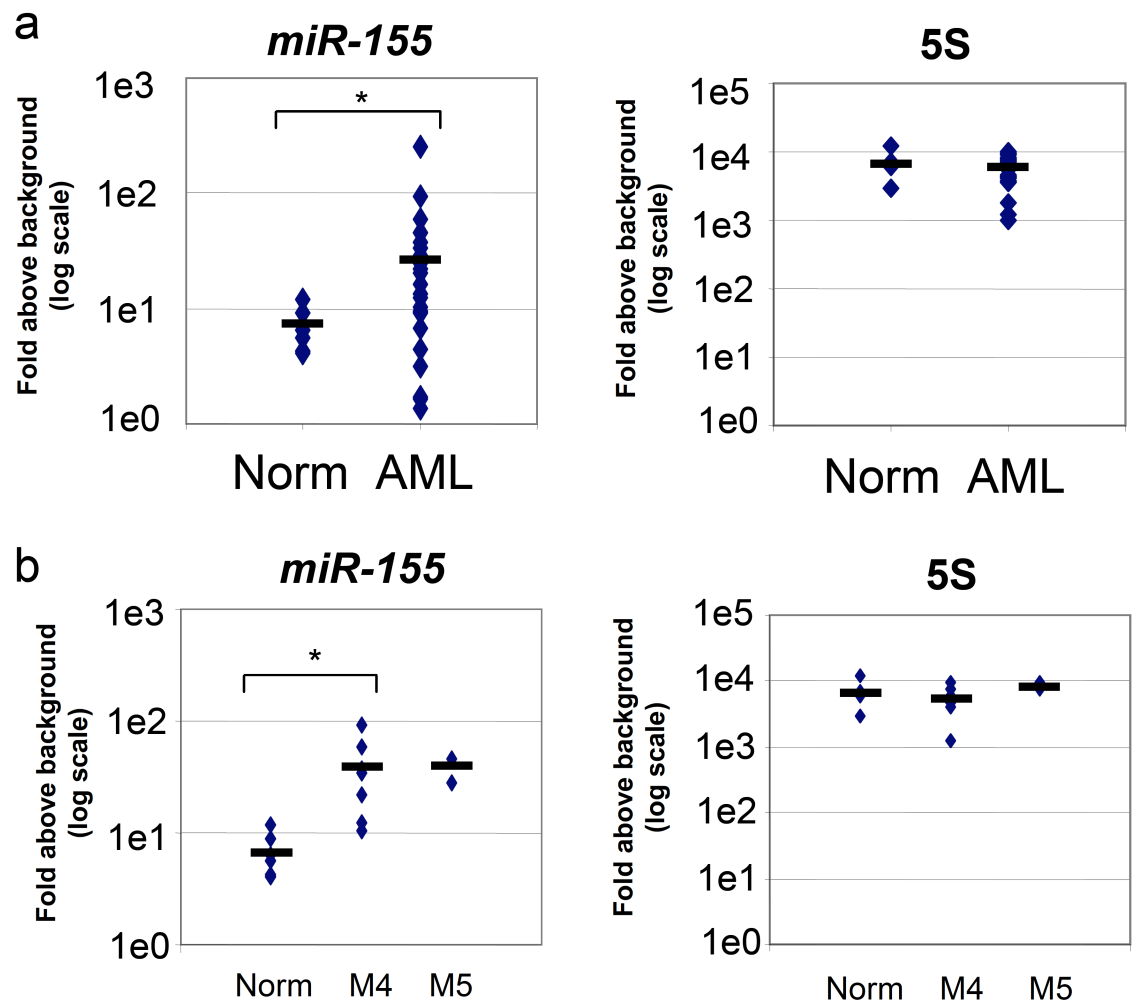 a
miR-155
5S
Fold above background
(log scale)
1e3
1e2
1e1
1e0
*
Norm AML
Fold above background
(log scale)
1e5
1e4
1e3
1e2
1e1
1e0
Norm AML
b
miR-155
5S
Fold above background
(log scale)
1e3
1e2
1e1
1e0
*
Norm M4 M5
Fold above background
(log scale)
1e5
1e4
1e3
1e2
1e1
1e0
Norm M4 M5